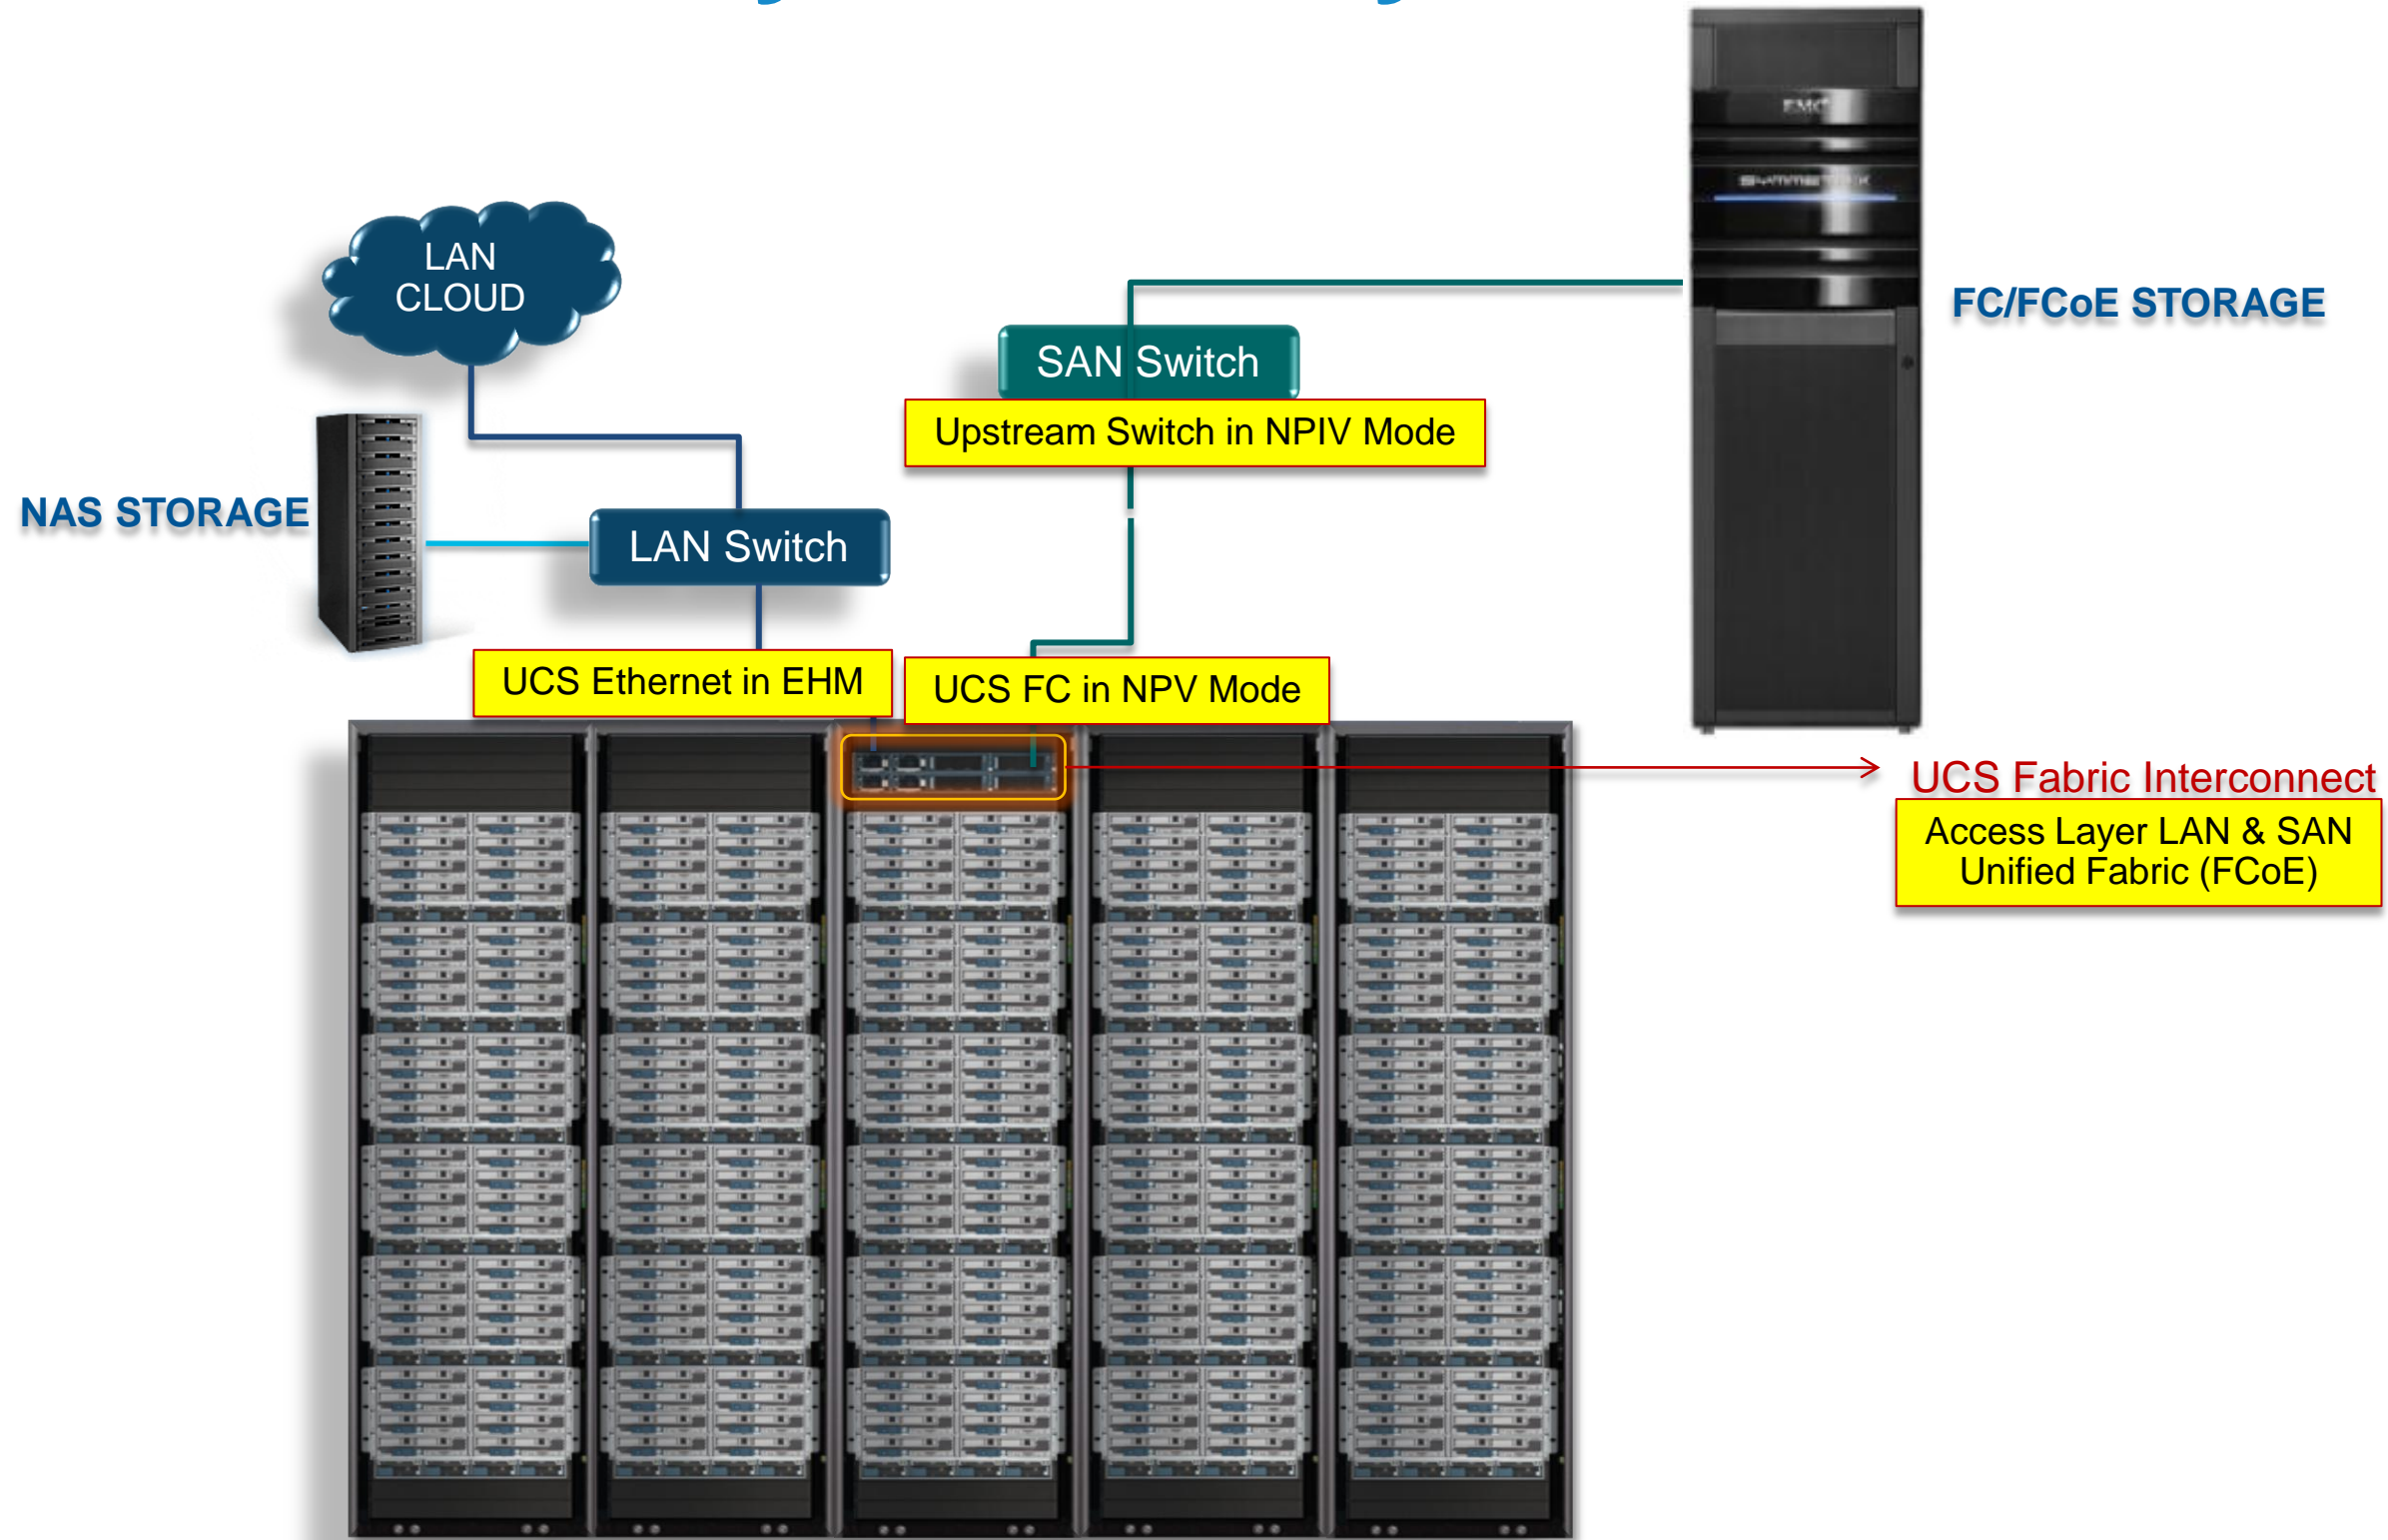 EMC
LAN
CLOUD
FC/FCoE STORAGE
SAN Switch
Upstream Switch in NPIV Mode
NAS STORAGE
LAN Switch
UCS Ethernet in EHM
UCS FC in NPV Mode
UCS Fabric Interconnect
Access Layer LAN & SAN
Unified Fabric (FCoE)